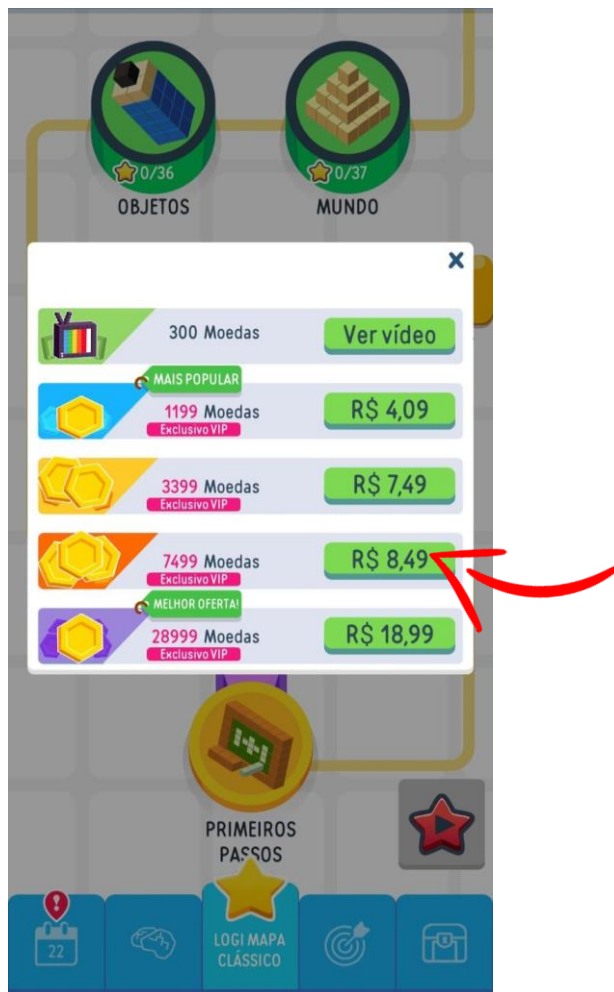 0/36
0/37
OBJETOS
MUNDO
x
300 Moedas
Ver vídeo
MAIS POPULAR
1199 Moedas
R$ 4,09
Exclusivo VIP
3399 Moedas
R$ 7,49
Exclusivo VIP
7499 Moedas
R$ 8,49
Exclusivo VIP
MELHOR OFERTA!
28999 Moedas
R$ 18,99
Exclusivo VIP
1+1
PRIMEIROS
PASSOS
!
22
LOGI MAPA
CLÁSSICO